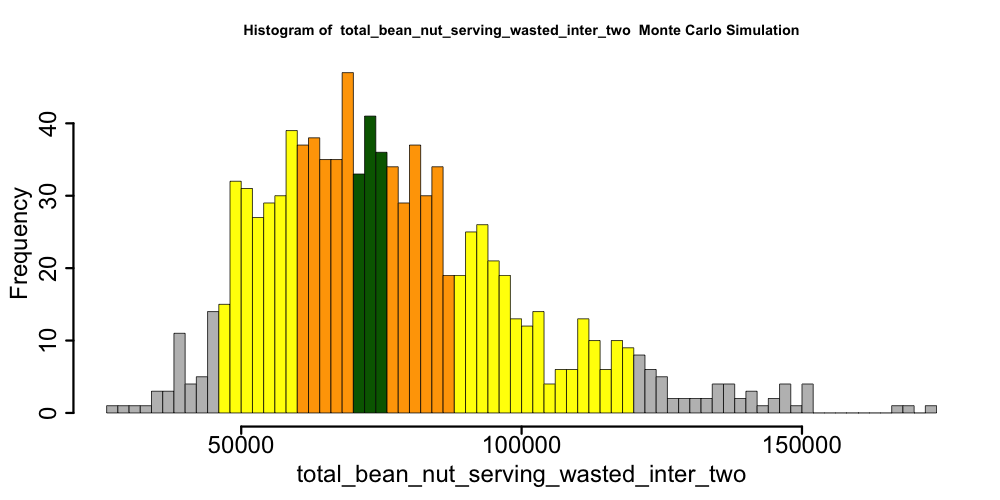 Histogram of  total_bean_nut_serving_wasted_inter_two  Monte Carlo Simulation
Frequency
40
30
20
10
0
50000 100000 150000
total_bean_nut_serving_wasted_inter_two